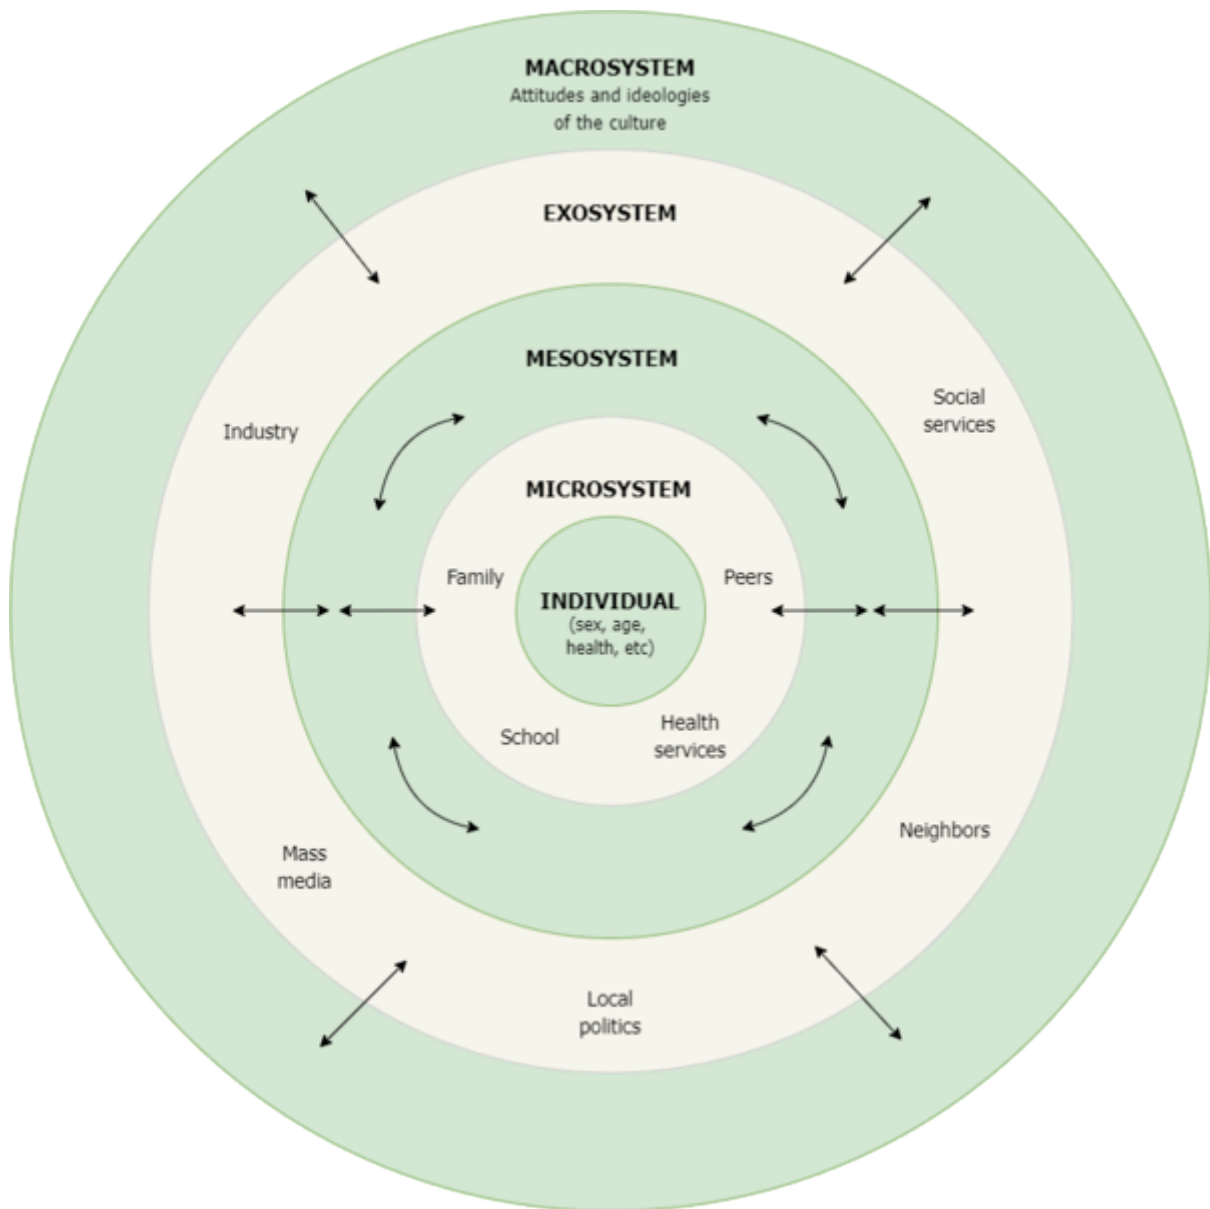 MACROSYSTEM
Attitudes and ideologies
of the culture
EXOSYSTEM
MESOSYSTEM
Social
services
Industry
MICROSYSTEM
Family
Peers
INDIVIDUAL
(sex, age,
health, etc)
School
Health
services
Neighbors
Mass
media
Local
politics